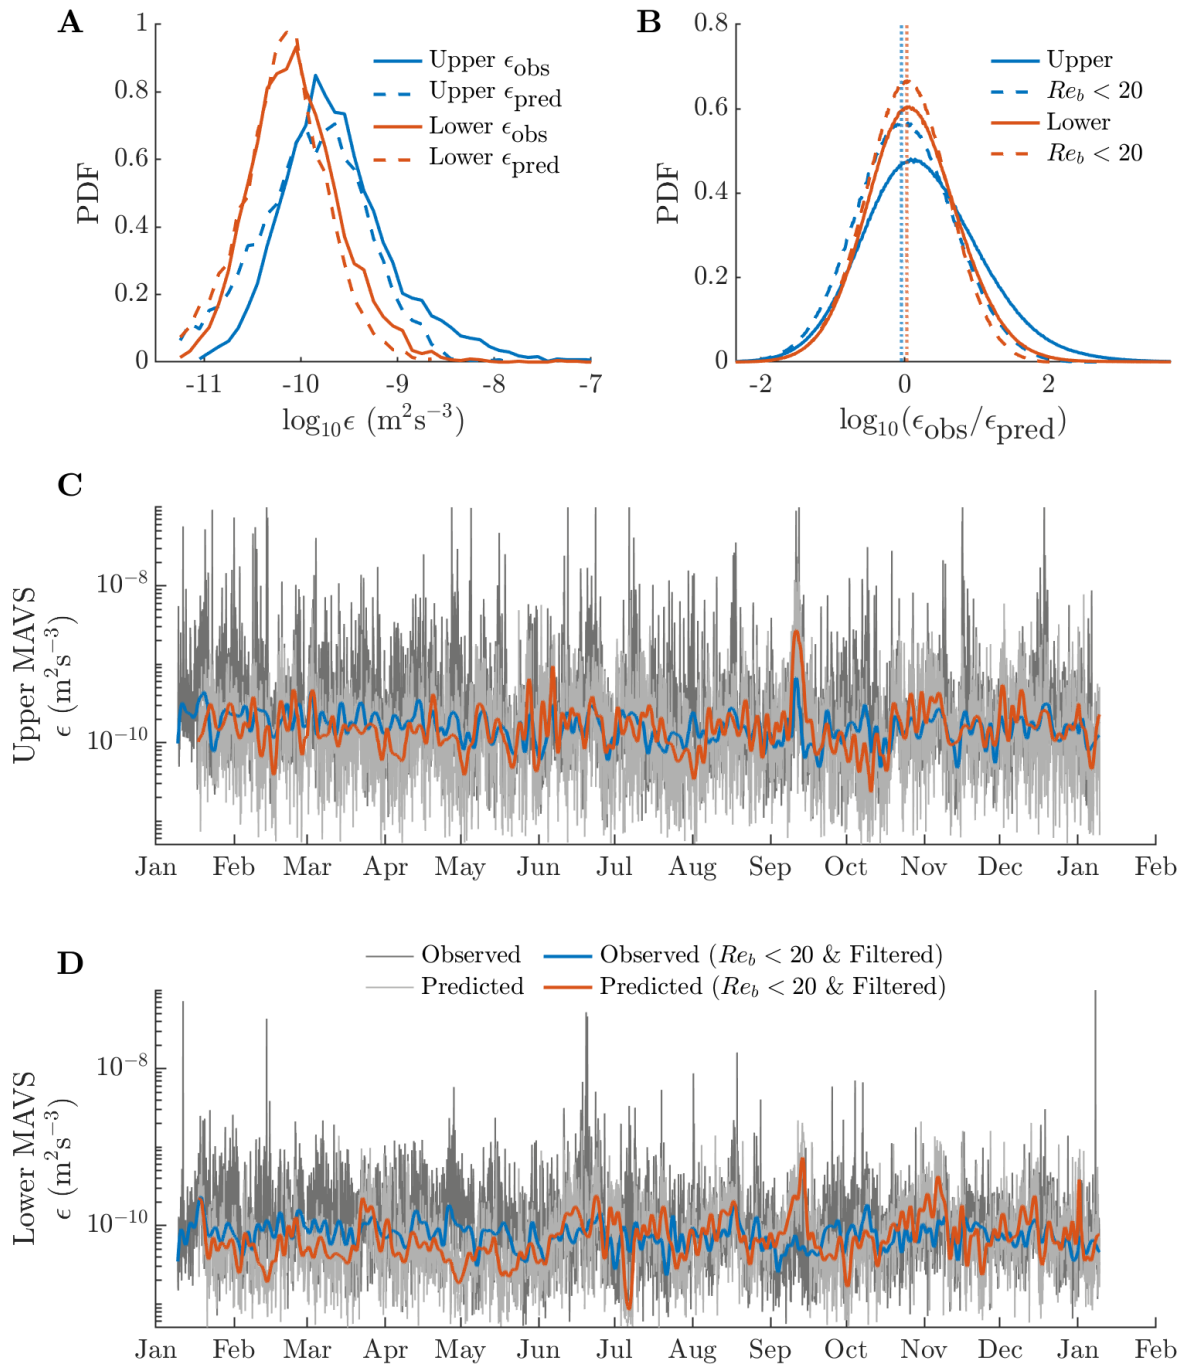 A
1
0.8
0.6
0.4
0.2
0
PDF
-11 -10 -9 -8 -7
log₁₀ϵ (m²s⁻³)
Upper ϵobs
Upper ϵpred
Lower ϵobs
Lower ϵpred
B
0.8
0.6
0.4
0.2
0
PDF
-2 0 2
log₁₀(ϵobs/ϵpred)
Upper
Reb < 20
Lower
Reb < 20
C
Upper MAVS
ϵ (m²s⁻³)
10⁻⁸
10⁻¹⁰
Jan Feb Mar Apr May Jun Jul Aug Sep Oct Nov Dec Jan Feb
D
Observed Observed (Reb < 20 & Filtered)
Predicted Predicted (Reb < 20 & Filtered)
Lower MAVS
ϵ (m²s⁻³)
10⁻⁸
10⁻¹⁰
Jan Feb Mar Apr May Jun Jul Aug Sep Oct Nov Dec Jan Feb